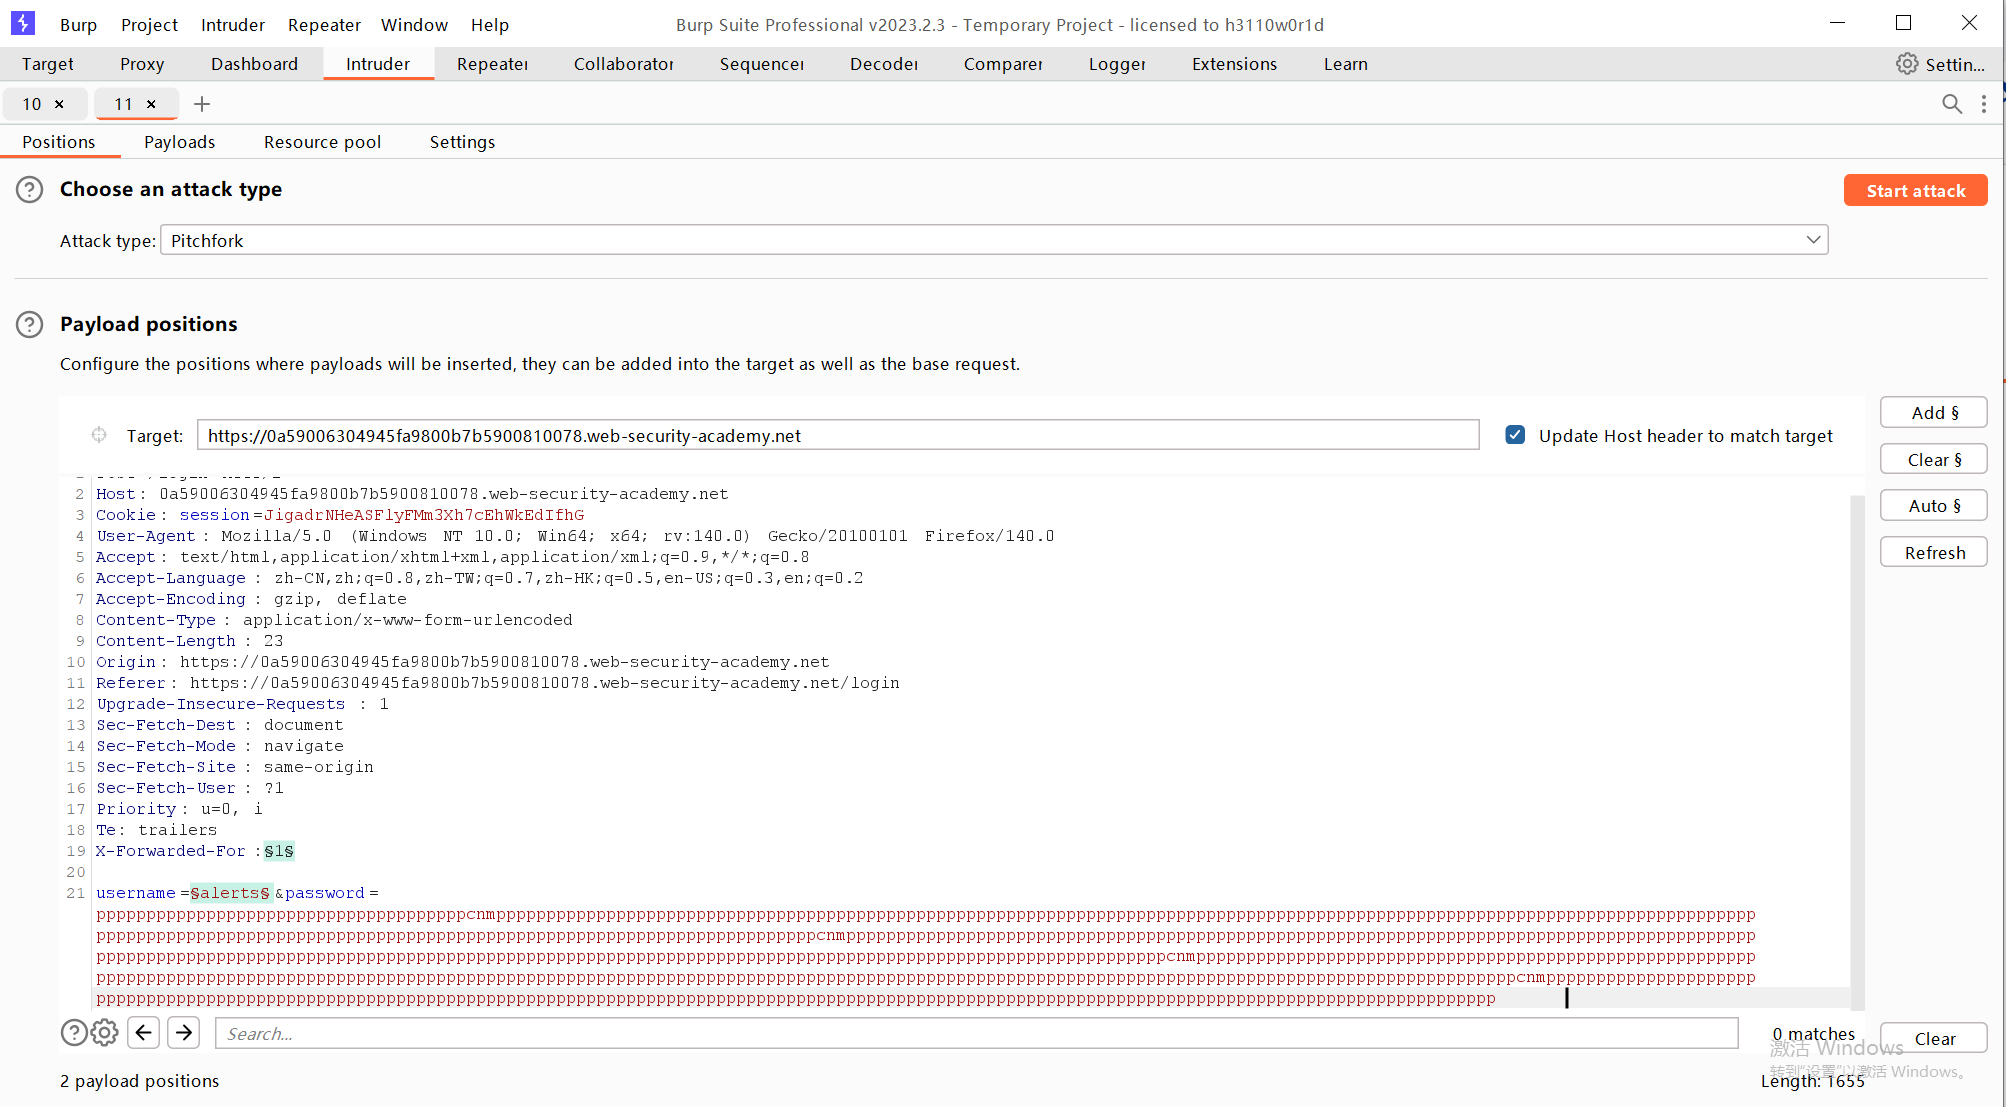 Burp Project Intruder Repeater Window Help Burp Suite Professional v2023.2.3 - Temporary Project - licensed to h3110w0r1d
Target Proxy Dashboard Intruder Repeater Collaborator Sequencer Decoder Comparer Logger Extensions Learn Settin...
10 × 11 × +
Positions Payloads Resource pool Settings
Choose an attack type
Start attack
Attack type: Pitchfork
Payload positions
Configure the positions where payloads will be inserted, they can be added into the target as well as the base request.
Add §
Target: https://0a59006304945fa9800b7b5900810078.web-security-academy.net Update Host header to match target
Clear §
Auto §
Refresh
2 Host: 0a59006304945fa9800b7b5900810078.web-security-academy.net
3 Cookie: session=JigadrNHeASFlyFMm3Xh7cEhWkEdIfhG
4 User-Agent: Mozilla/5.0 (Windows NT 10.0; Win64; x64; rv:140.0) Gecko/20100101 Firefox/140.0
5 Accept: text/html,application/xhtml+xml,application/xml;q=0.9,*/*;q=0.8
6 Accept-Language: zh-CN,zh;q=0.8,zh-TW;q=0.7,zh-HK;q=0.5,en-US;q=0.3,en;q=0.2
7 Accept-Encoding: gzip, deflate
8 Content-Type: application/x-www-form-urlencoded
9 Content-Length: 23
10 Origin: https://0a59006304945fa9800b7b5900810078.web-security-academy.net
11 Referer: https://0a59006304945fa9800b7b5900810078.web-security-academy.net/login
12 Upgrade-Insecure-Requests: 1
13 Sec-Fetch-Dest: document
14 Sec-Fetch-Mode: navigate
15 Sec-Fetch-Site: same-origin
16 Sec-Fetch-User: ?1
17 Priority: u=0, i
18 Te: trailers
19 X-Forwarded-For:§1§
20
21 username=§alerts§&password=
Search...
0 matches
Clear
激活 Windows
转到"设置"以激活 Windows。
2 payload positions
Length: 1655